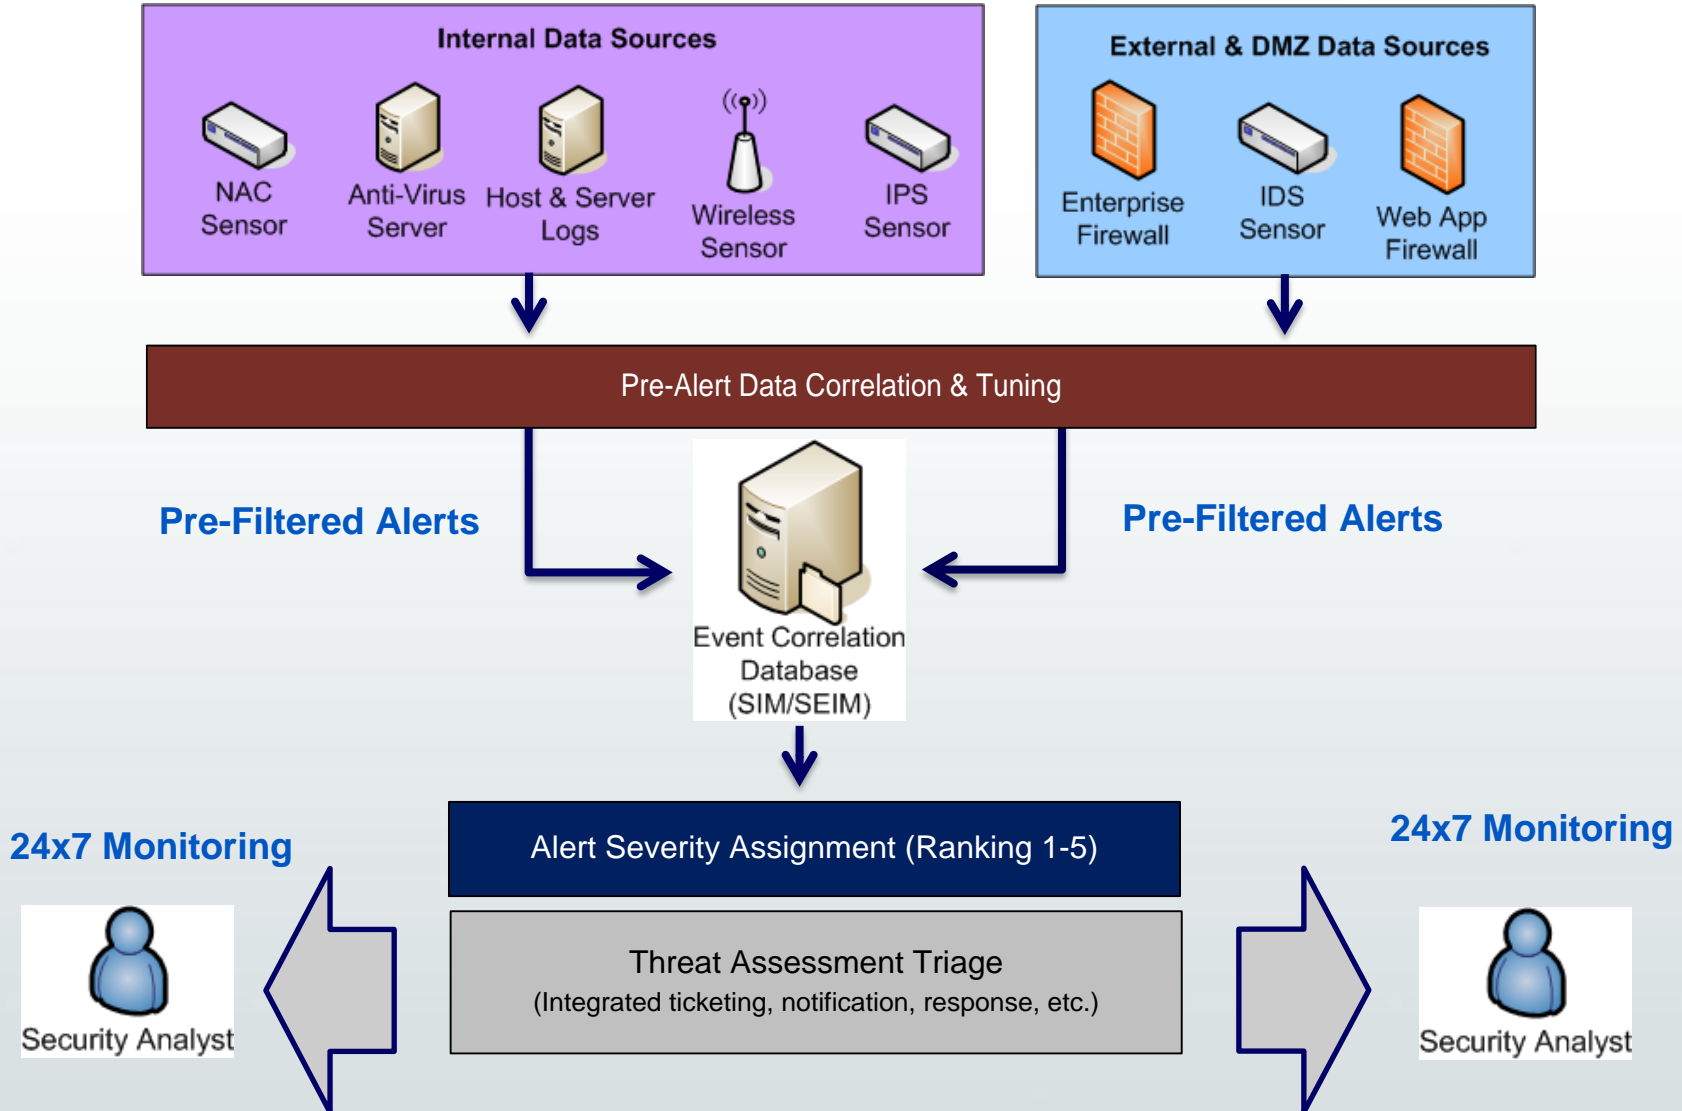 Internal Data Sources
NAC
Sensor
Anti-Virus
Server
Host & Server
Logs
Wireless
Sensor
IPS
Sensor
External & DMZ Data Sources
Enterprise
Firewall
IDS
Sensor
Web App
Firewall
Pre-Alert Data Correlation & Tuning
Pre-Filtered Alerts
Pre-Filtered Alerts
Event Correlation
Database
(SIM/SEIM)
24x7 Monitoring
Security Analyst
Alert Severity Assignment (Ranking 1-5)
Threat Assessment Triage
(Integrated ticketing, notification, response, etc.)
24x7 Monitoring
Security Analyst